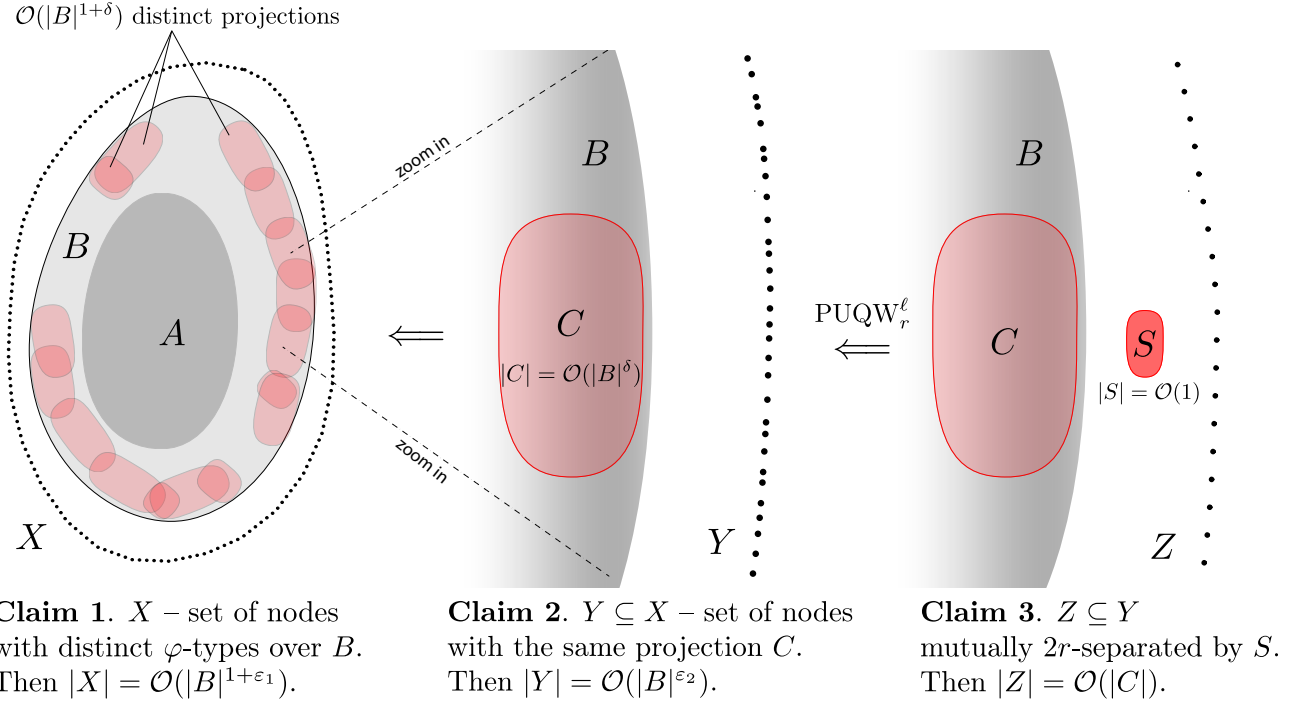 𝒪(|B|^{1+δ}) distinct projections
B
A
X
zoom in
zoom in
B
C
|C| = 𝒪(|B|^δ)
Y
PUQW_r^ℓ
⟸
⟸
B
C
S
|S| = 𝒪(1)
Z
Claim 1. X – set of nodes
with distinct φ-types over B.
Then |X| = 𝒪(|B|^{1+ε₁}).
Claim 2. Y ⊆ X – set of nodes
with the same projection C.
Then |Y| = 𝒪(|B|^{ε₂}).
Claim 3. Z ⊆ Y
mutually 2r-separated by S.
Then |Z| = 𝒪(|C|).